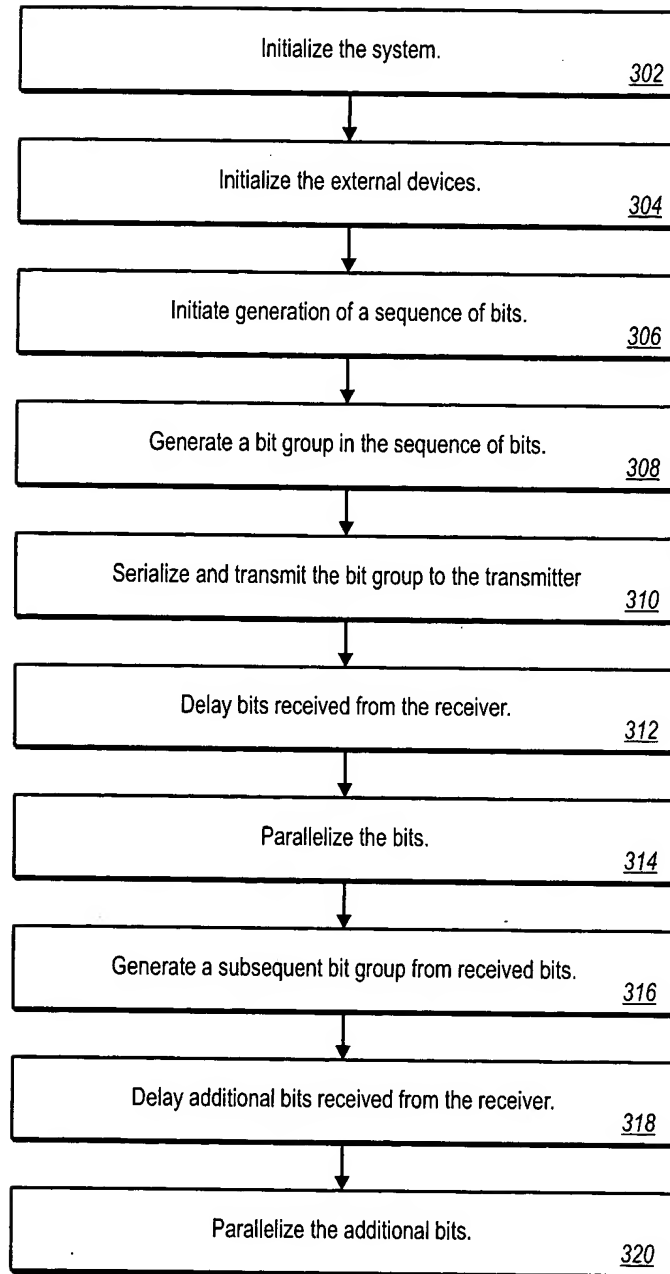 Initialize the system.
302
Initialize the external devices.
304
Initiate generation of a sequence of bits.
306
Generate a bit group in the sequence of bits.
308
Serialize and transmit the bit group to the transmitter
310
Delay bits received from the receiver.
312
Parallelize the bits.
314
Generate a subsequent bit group from received bits.
316
Delay additional bits received from the receiver.
318
Parallelize the additional bits.
320